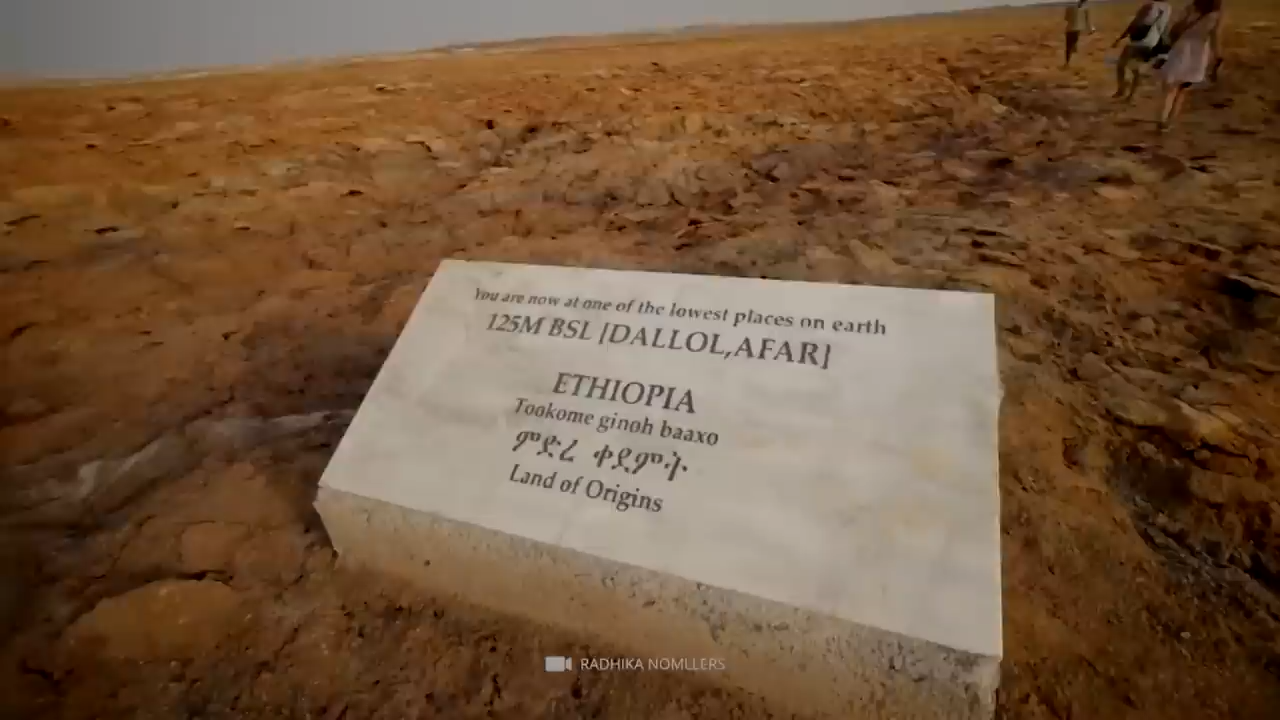 You are now at one of the lowest places on earth
125M BSL [DALLOL,AFAR]
ETHIOPIA
Tookome ginoh baaxo
ምድረ ቀደምት
Land of Origins
RADHIKA NOMLLERS